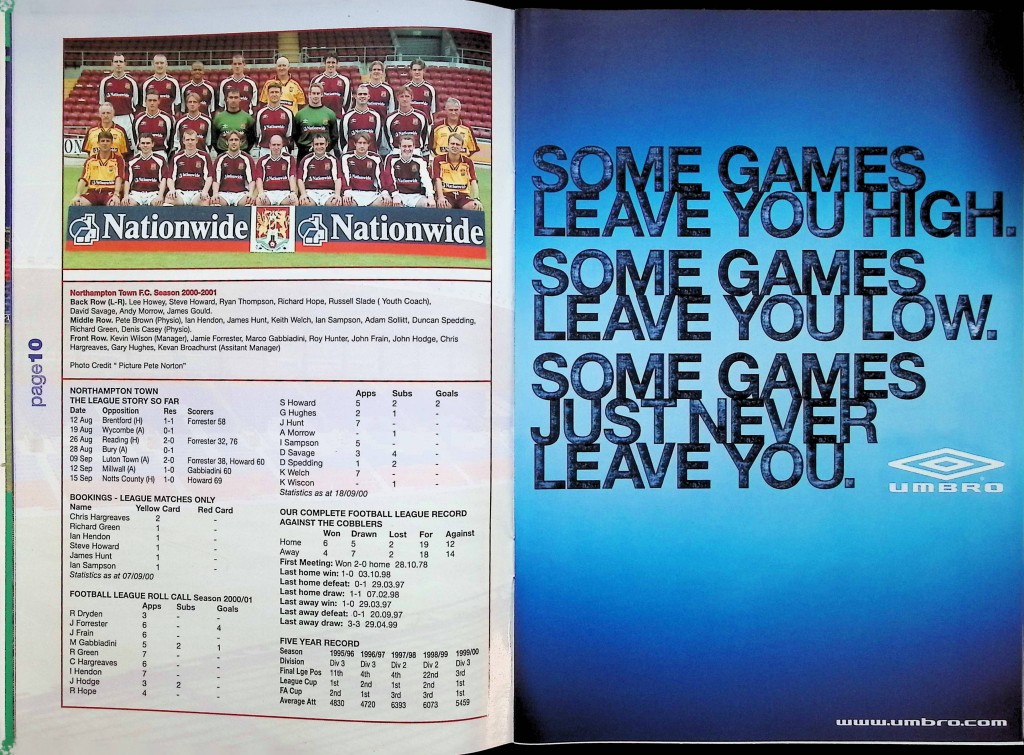 Nationwide Nationwide
Northampton Town F.C. Season 2000-2001
Back Row (L-R). Lee Howey, Steve Howard, Ryan Thompson, Richard Hope, Russell Slade ( Youth Coach),
David Savage, Andy Morrow, James Gould.
Middle Row. Pete Brown (Physio), Ian Hendon, James Hunt, Keith Welch, Ian Sampson, Adam Sollitt, Duncan Spedding,
Richard Green, Denis Casey (Physio).
Front Row. Kevin Wilson (Manager), Jamie Forrester, Marco Gabbiadini, Roy Hunter, John Frain, John Hodge, Chris
Hargreaves, Gary Hughes, Kevan Broadhurst (Assitant Manager)
Photo Credit " Picture Pete Norton"
page10
NORTHAMPTON TOWN
THE LEAGUE STORY SO FAR
Date Opposition Res Scorers
12 Aug Brentford (H) 1-1 Forrester 58
19 Aug Wycombe (A) 0-1
26 Aug Reading (H) 2-0 Forrester 32, 76
28 Aug Bury (A) 0-1
09 Sep Luton Town (A) 2-0 Forrester 38, Howard 60
12 Sep Millwall (A) 1-0 Gabbiadini 60
15 Sep Notts County (H) 1-0 Howard 69
BOOKINGS - LEAGUE MATCHES ONLY
Name Yellow Card Red Card
Chris Hargreaves 2 -
Richard Green 1 -
Ian Hendon 1 -
Steve Howard 1 -
James Hunt 1 -
Ian Sampson 1 -
Statistics as at 07/09/00
FOOTBALL LEAGUE ROLL CALL Season 2000/01
Apps Subs Goals
R Dryden 3 - -
J Forrester 6 - 4
J Frain 6 - -
M Gabbiadini 5 2 1
R Green 7 - -
C Hargreaves 6 - -
I Hendon 7 - -
J Hodge 3 2 -
R Hope 4 - -
Apps Subs Goals
S Howard 5 2 2
G Hughes 2 1 -
J Hunt 7 - -
A Morrow - 1 -
I Sampson 5 - -
D Savage 3 4 -
D Spedding 1 2 -
K Welch 7 - -
K Wiscon - 1 -
Statistics as at 18/09/00
OUR COMPLETE FOOTBALL LEAGUE RECORD
AGAINST THE COBBLERS
Won Drawn Lost For Against
Home 6 5 2 19 12
Away 4 7 2 18 14
First Meeting: Won 2-0 home 28.10.78
Last home win: 1-0 03.10.98
Last home defeat: 0-1 29.03.97
Last home draw: 1-1 07.02.98
Last away win: 1-0 29.03.97
Last away defeat: 0-1 20.09.97
Last away draw: 3-3 29.04.99
FIVE YEAR RECORD
Season 1995/96 1996/97 1997/98 1998/99 1999/00
Division Div 3 Div 3 Div 2 Div 2 Div 3
Final Lge Pos 11th 4th 4th 22nd 3rd
League Cup 1st 2nd 1st 2nd 1st
FA Cup 2nd 1st 3rd 3rd 1st
Average Att 4830 4720 6393 6073 5459
SOME GAMES
LEAVE YOU HIGH.
SOME GAMES
LEAVE YOU LOW.
SOME GAMES
JUST NEVER
LEAVE YOU.
UMBRO
www.umbro.com